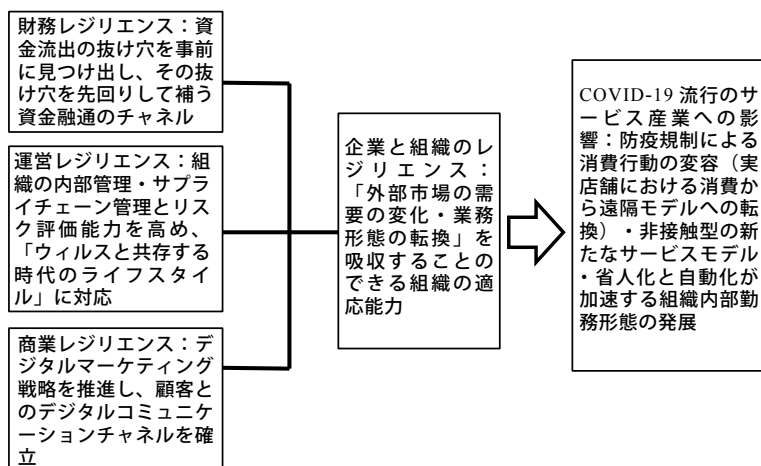 財務レジリエンス：資
金流出の抜け穴を事前
に見つけ出し、その抜
け穴を先回りして補う
資金融通のチャネル
運営レジリエンス：組
織の内部管理・サプラ
イチェーン管理とリス
ク評価能力を高め、
「ウィルスと共存する
時代のライフスタイ
ル」に対応
商業レジリエンス：デ
ジタルマーケティング
戦略を推進し、顧客と
のデジタルコミュニケ
ーションチャネルを確
立
企業と組織のレ
ジリエンス：
「外部市場の需
要の変化・業務
形態の転換」を
吸収することの
できる組織の適
応能力
COVID-19 流行のサ
ービス産業への影
響：防疫規制による
消費行動の変容（実
店舗における消費か
ら遠隔モデルへの転
換）・非接触型の新
たなサービスモデル
・省人化と自動化が
加速する組織内部勤
務形態の発展